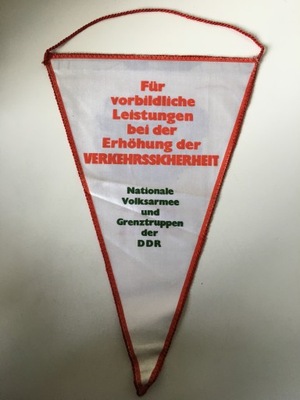 Für
vorbildliche
Leistungen
bei der
Erhöhung der
VERKEHRSSICHERHEIT
Nationale
Volksarmee
und
Grenztruppen
der
DDR